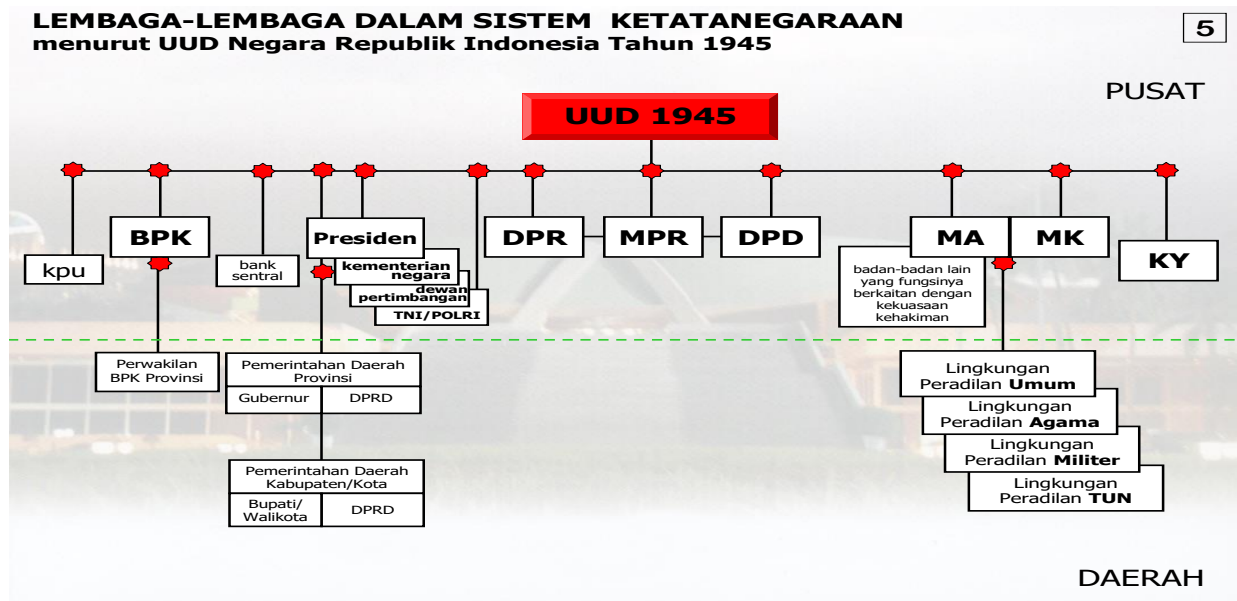 LEMBAGA-LEMBAGA DALAM SISTEM KETATANEGARAAN
menurut UUD Negara Republik Indonesia Tahun 1945
5
PUSAT
UUD 1945
BPK
Presiden
DPR
MPR
DPD
MA
MK
KY
kpu
bank
sentral
kementerian
negara
dewan
pertimbangan
TNI/POLRI
badan-badan lain
yang fungsinya
berkaitan dengan
kekuasaan
kehakiman
Perwakilan
BPK Provinsi
Pemerintahan Daerah
Provinsi
Gubernur
DPRD
Pemerintahan Daerah
Kabupaten/Kota
Bupati/
Walikota
DPRD
Lingkungan
Peradilan Umum
Lingkungan
Peradilan Agama
Lingkungan
Peradilan Militer
Lingkungan
Peradilan TUN
DAERAH